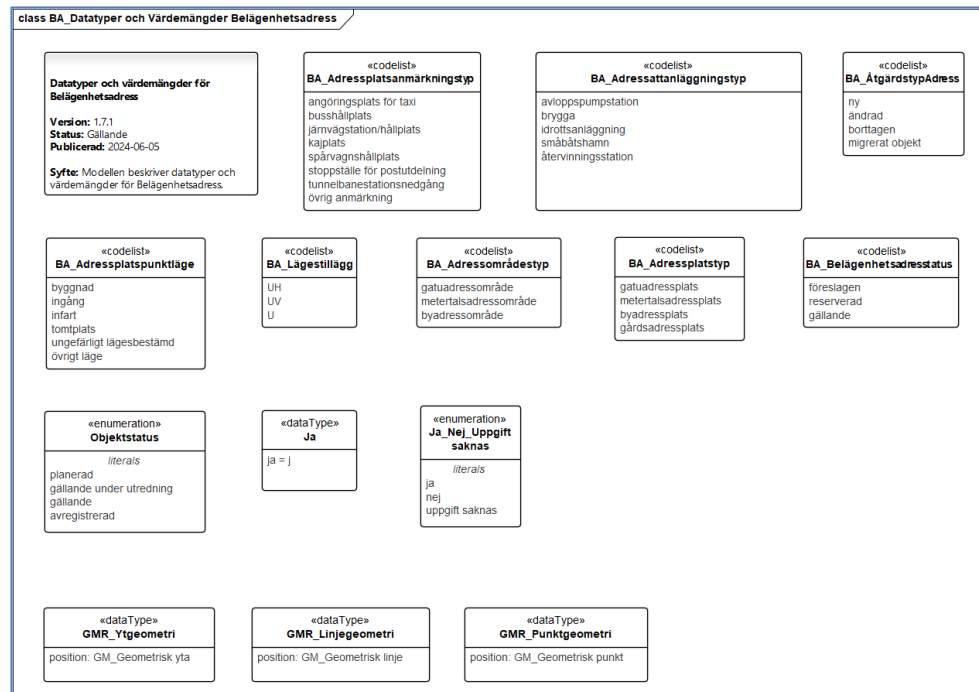 class BA_Datatyper och Värdemängder Belägenhetsadress
Datatyper och värdemängder för
Belägenhetsadress
Version: 1.7.1
Status: Gällande
Publicerad: 2024-06-05
Syfte: Modellen beskriver datatyper och
värdemängder för Belägenhetsadress.
«codelist»
BA_Adressplatsanmärkningstyp
angöringsplats för taxi
busshållplats
järnvägstation/hållplats
kajplats
spårvagnshållplats
stoppställe för postutdelning
tunnelbanestationsnedgång
övrig anmärkning
«codelist»
BA_Adressattanläggningstyp
avloppspumpstation
brygga
idrottsanläggning
småbåtshamn
återvinningsstation
«codelist»
BA_ÅtgärdstypAdress
ny
ändrad
borttagen
migrerat objekt
«codelist»
BA_Adressplatspunktläge
byggnad
ingång
infart
tomtplats
ungefärligt lägesbestämd
övrigt läge
«codelist»
BA_Lägestillägg
UH
UV
U
«codelist»
BA_Adressområdestyp
gatuadressområde
metertalsadressområde
byadressområde
«codelist»
BA_Adressplatstyp
gatuadressplats
metertalsadressplats
byadressplats
gårdsadressplats
«codelist»
BA_Belägenhetsadresstatus
föreslagen
reserverad
gällande
«enumeration»
Objektstatus
literals
planerad
gällande under utredning
gällande
avregistrerad
«dataType»
Ja
ja = j
«enumeration»
Ja_Nej_Uppgift
saknas
literals
ja
nej
uppgift saknas
«dataType»
GMR_Ytgeometri
position: GM_Geometrisk yta
«dataType»
GMR_Linjegeometri
position: GM_Geometrisk linje
«dataType»
GMR_Punktgeometri
position: GM_Geometrisk punkt